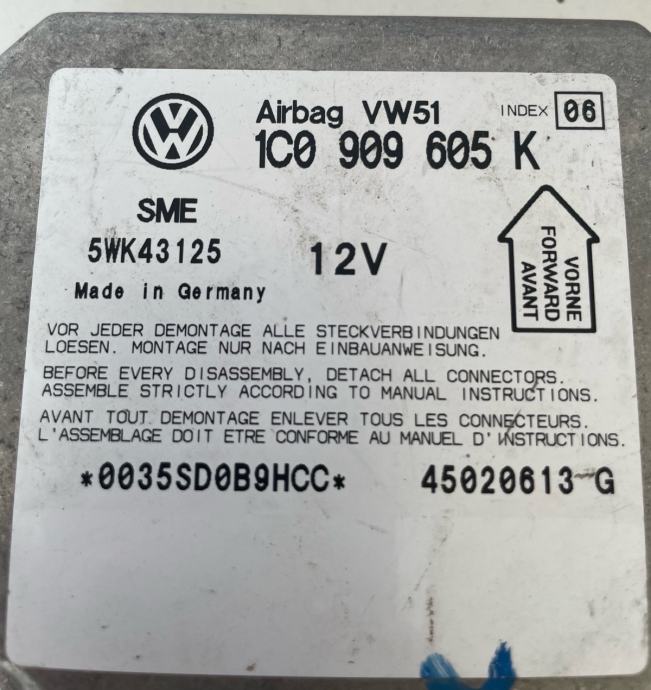 Airbag VW51 INDEX 06
1C0 909 605 K
SME
5WK43125
12V
Made in Germany
VORNE
FORWARD
AVANT
VOR JEDER DEMONTAGE ALLE STECKVERBINDUNGEN
LOESEN. MONTAGE NUR NACH EINBAUANWEISUNG.
BEFORE EVERY DISASSEMBLY, DETACH ALL CONNECTORS.
ASSEMBLE STRICTLY ACCORDING TO MANUAL INSTRUCTIONS.
AVANT TOUT DEMONTAGE ENLEVER TOUS LES CONNECTEURS.
L'ASSEMBLAGE DOIT ETRE CONFORME AU MANUEL D'INSTRUCTIONS.
*0035SD0B9HCC* 45020613 G